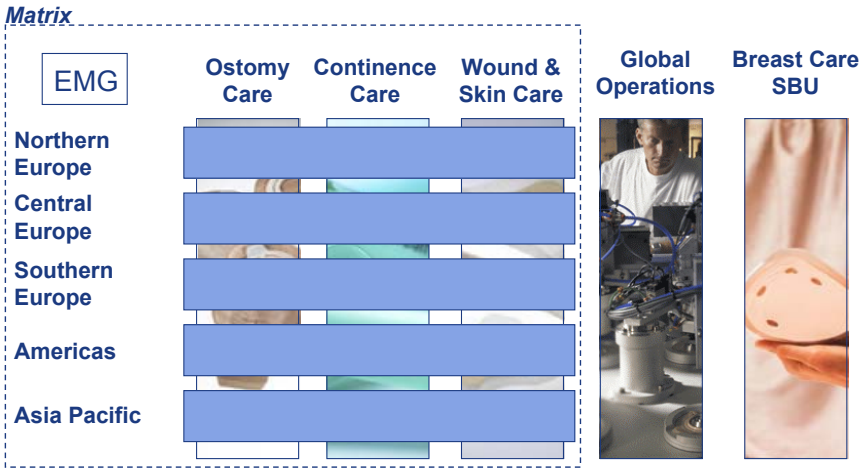 Matrix
EMG
Ostomy
Care
Continence
Care
Wound &
Skin Care
Global
Operations
Breast Care
SBU
Northern
Europe
Central
Europe
Southern
Europe
Americas
Asia Pacific